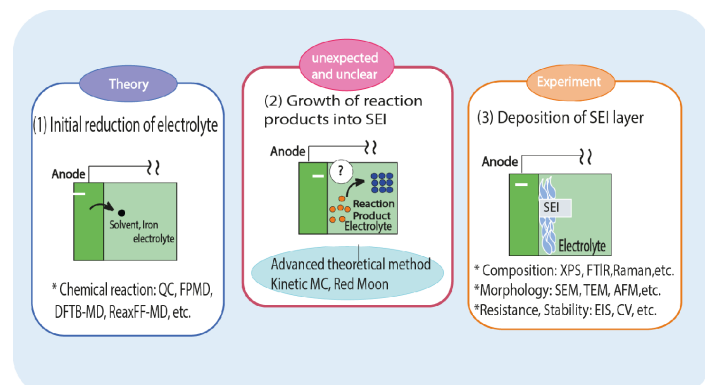 Theory
(1) Initial reduction of electrolyte
Anode
Solvent, Iron
electrolyte
* Chemical reaction: QC, FPMD,
DFTB-MD, ReaxFF-MD, etc.
unexpected
and unclear
(2) Growth of reaction
products into SEI
Anode
?
Reaction
Product
Electrolyte
Advanced theoretical method
Kinetic MC, Red Moon
Experiment
(3) Deposition of SEI layer
Anode
SEI
Electrolyte
* Composition: XPS, FTIR,Raman,etc.
*Morphology: SEM, TEM, AFM,etc.
*Resistance, Stability: EIS, CV, etc.